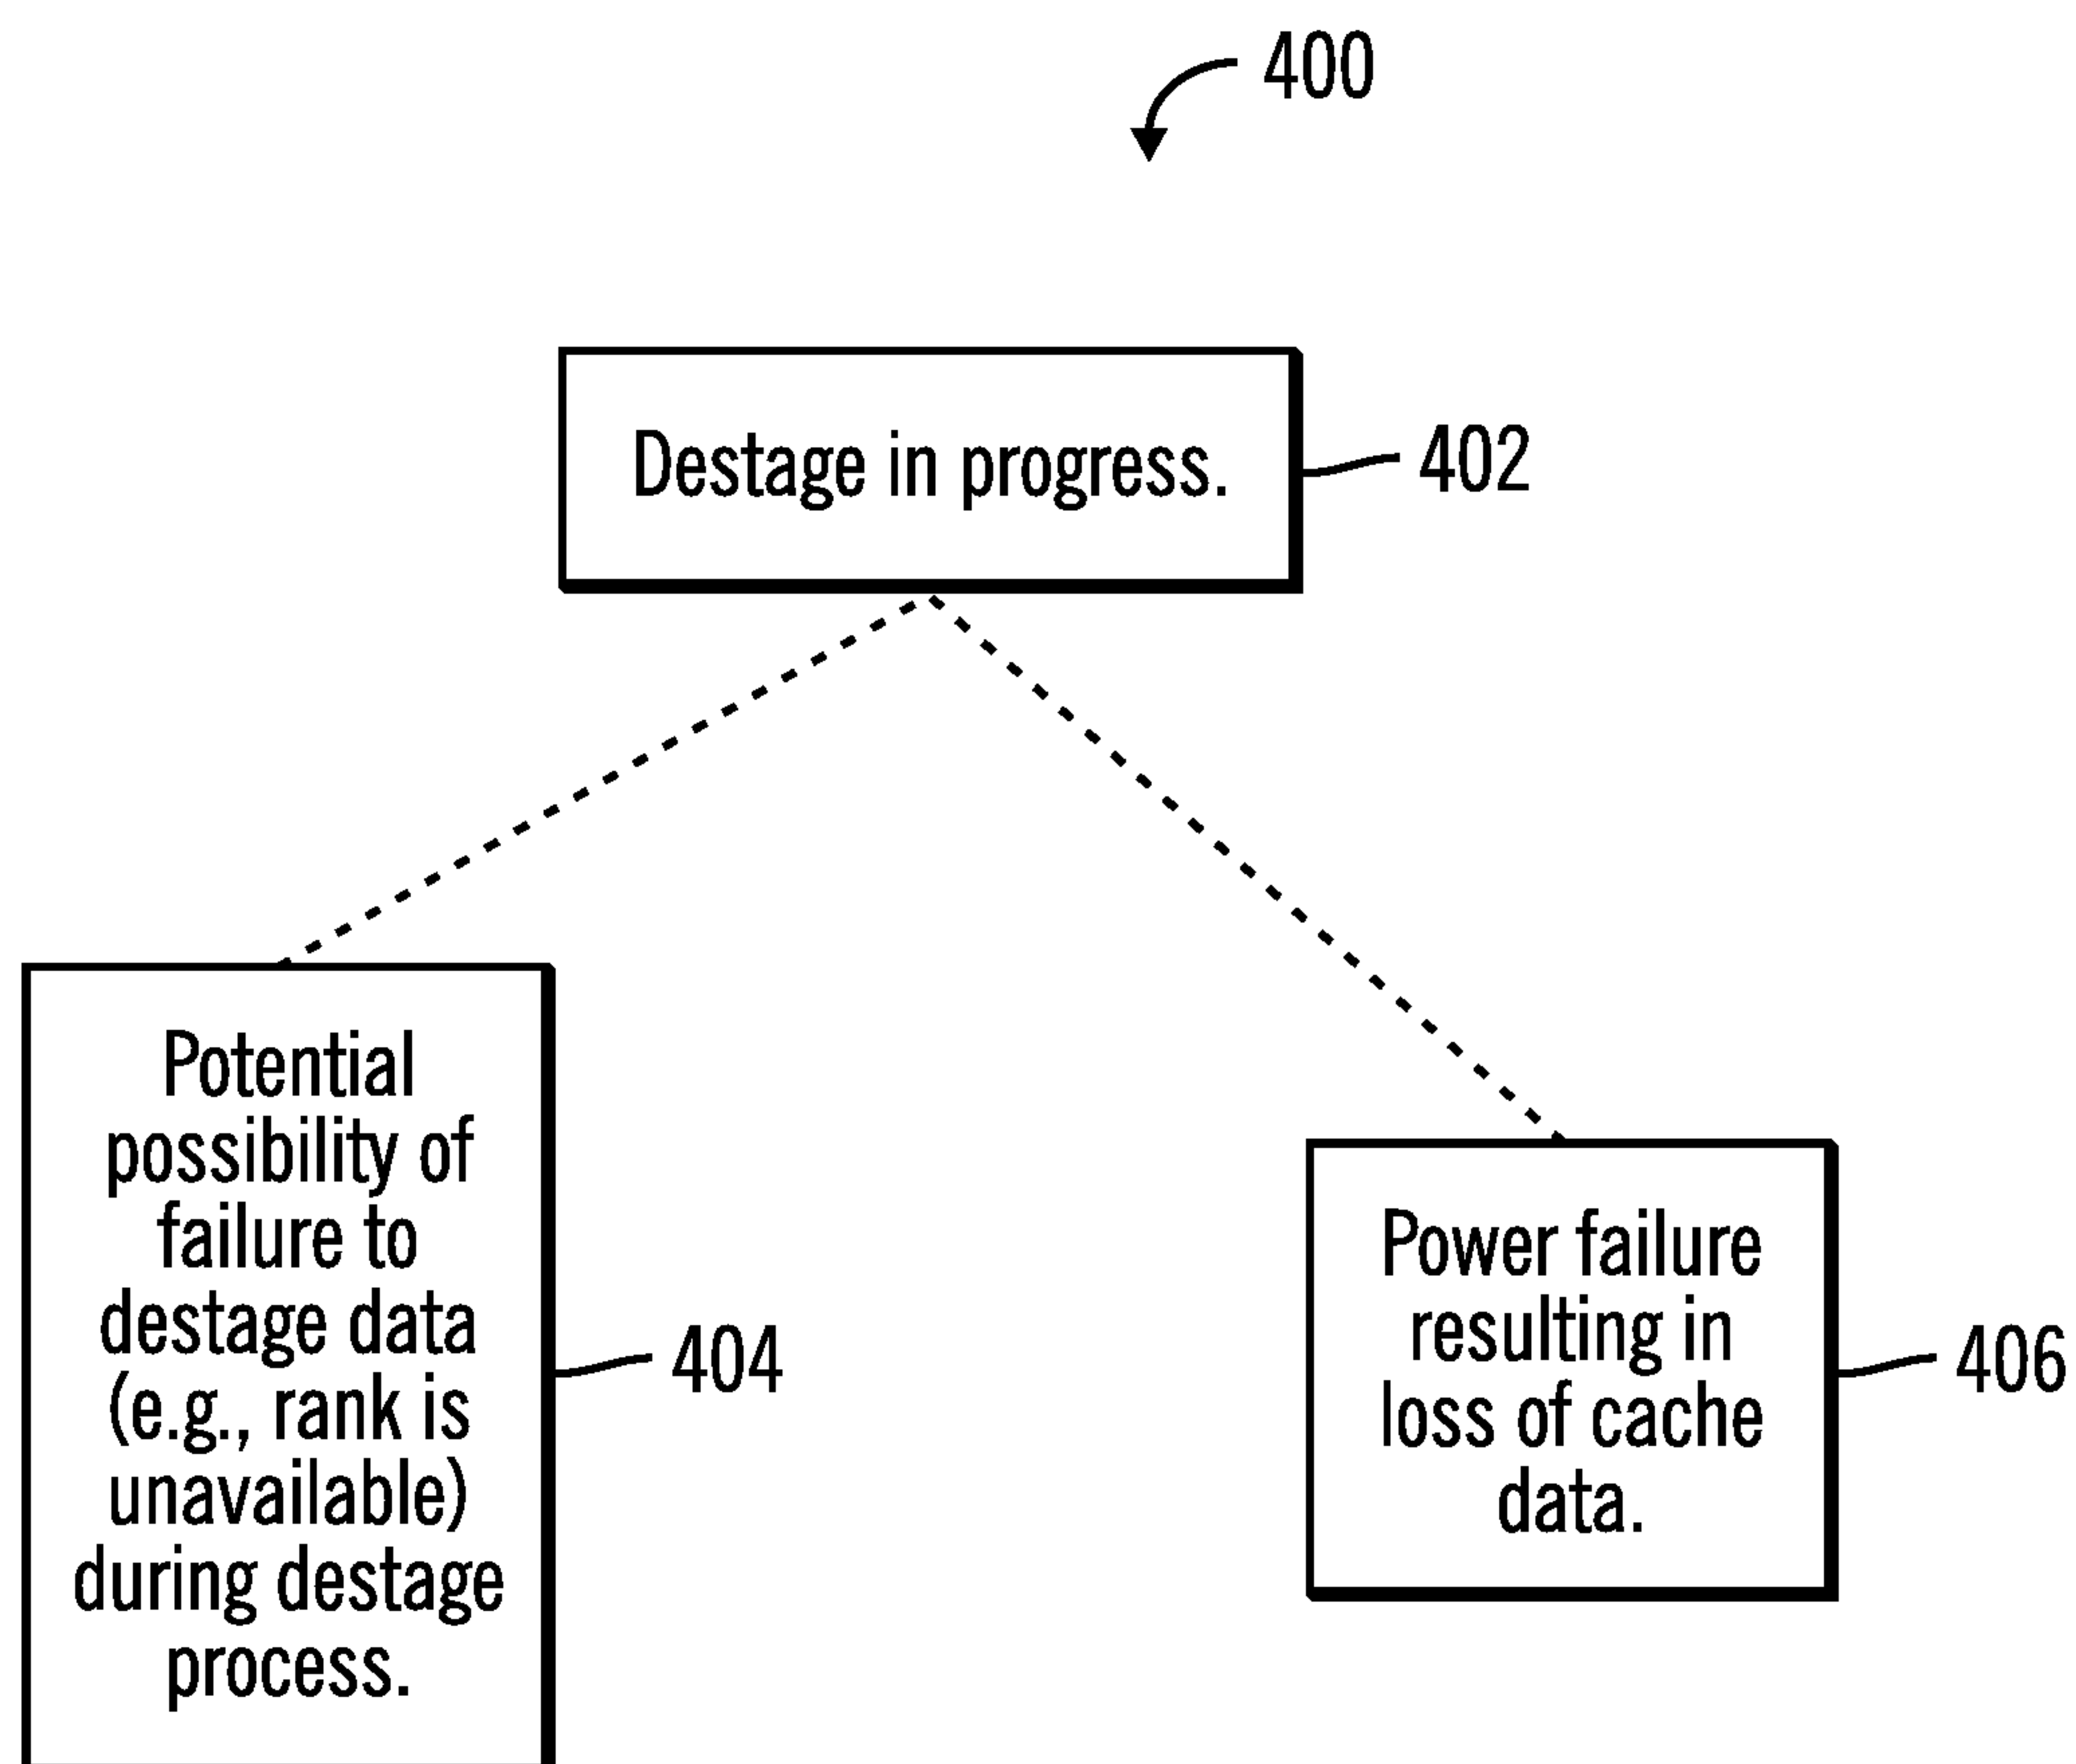 400
Destage in progress.
402
Potential
possibility of
failure to
destage data
(e.g., rank is
unavailable)
during destage
process.
404
Power failure
resulting in
loss of cache
data.
406